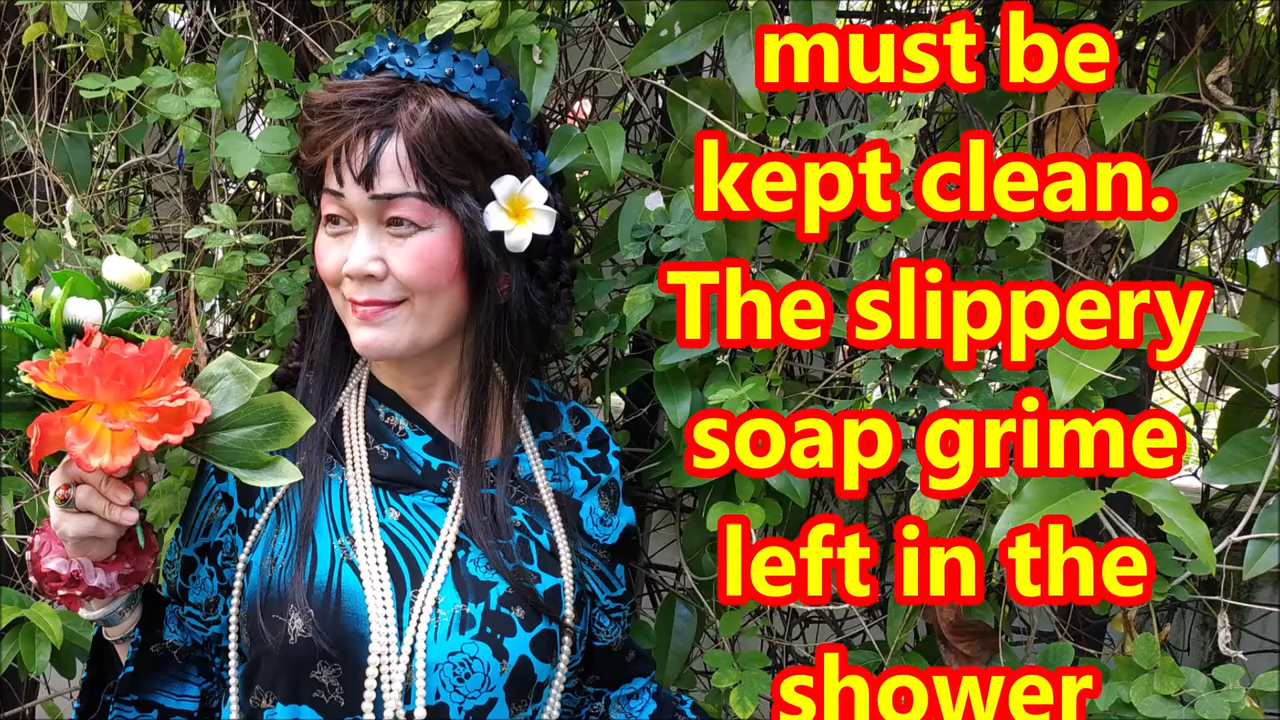 must be
kept clean.
The slippery
soap grime
left in the
shower